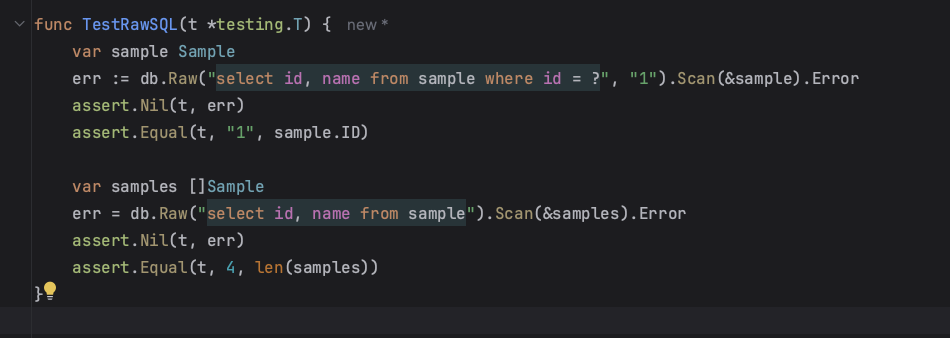 func TestRawSQL(t *testing.T) { new *
    var sample Sample
    err := db.Raw("select id, name from sample where id = ?", "1").Scan(&sample).Error
    assert.Nil(t, err)
    assert.Equal(t, "1", sample.ID)

    var samples []Sample
    err = db.Raw("select id, name from sample").Scan(&samples).Error
    assert.Nil(t, err)
    assert.Equal(t, 4, len(samples))
}